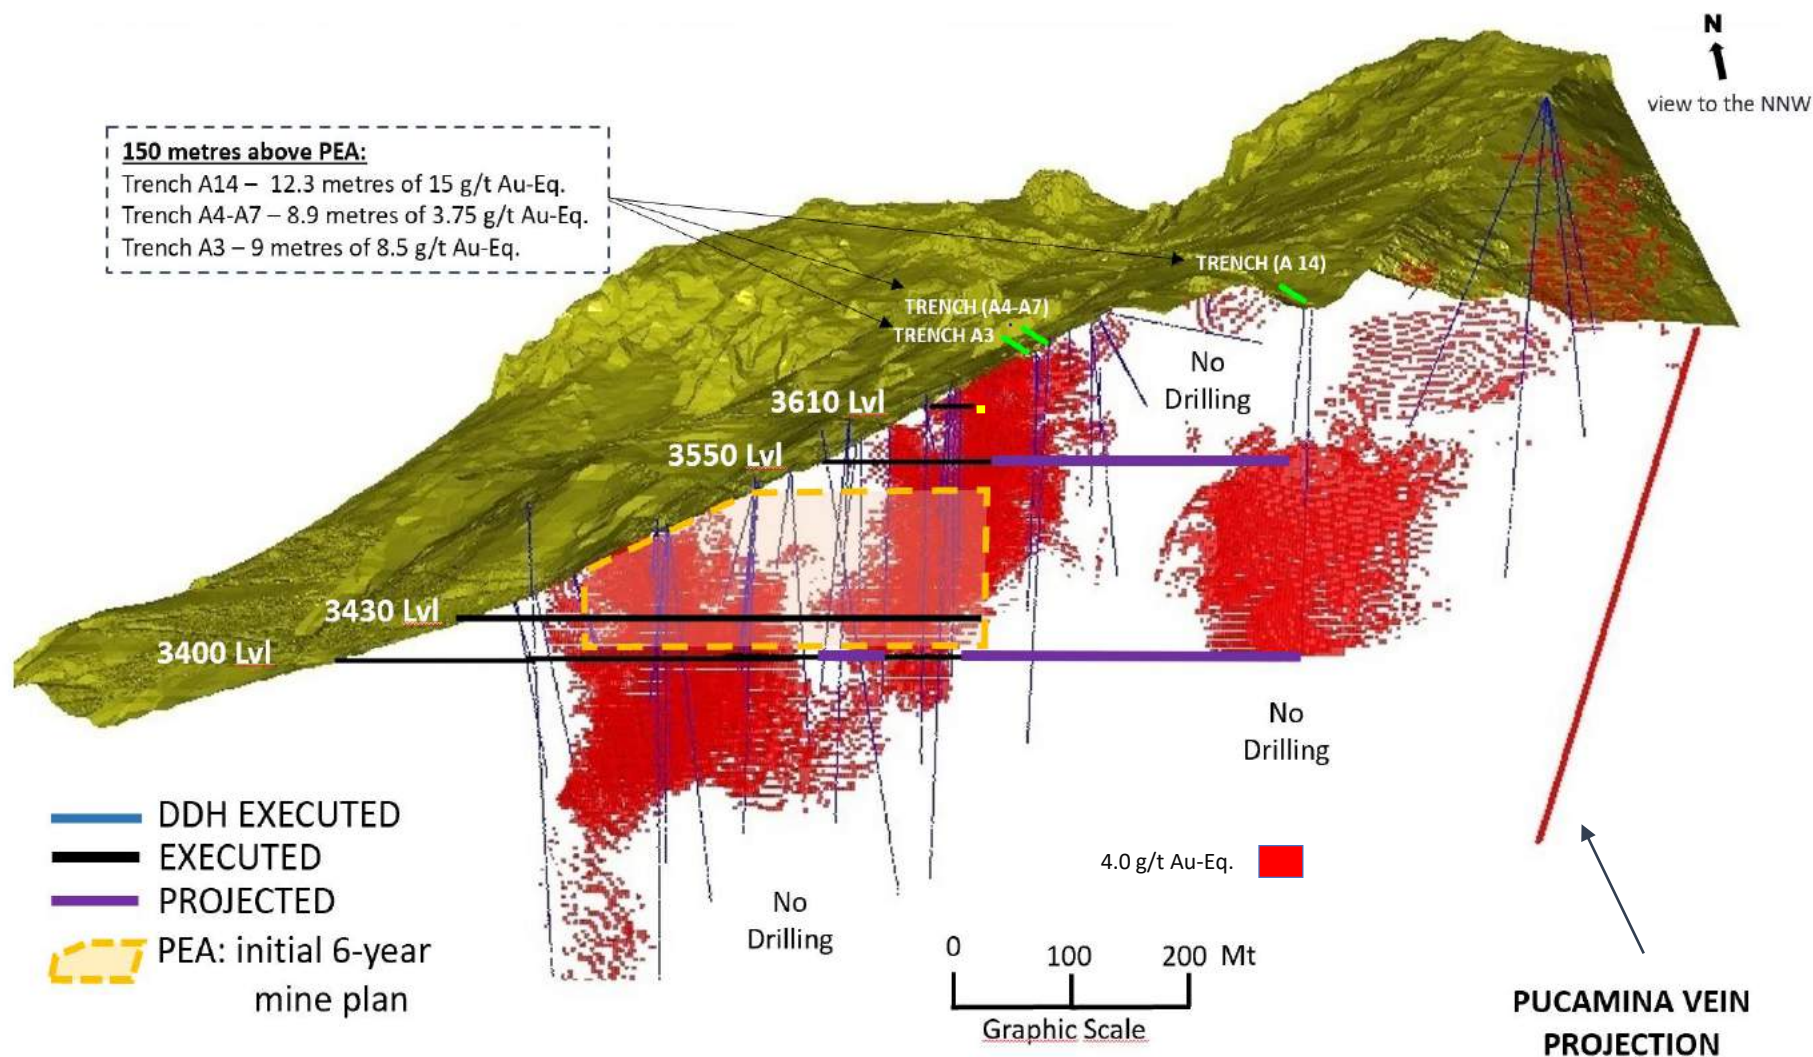 N
view to the NNW
150 metres above PEA:
Trench A14 – 12.3 metres of 15 g/t Au-Eq.
Trench A4-A7 – 8.9 metres of 3.75 g/t Au-Eq.
Trench A3 – 9 metres of 8.5 g/t Au-Eq.
TRENCH (A 14)
TRENCH (A4-A7)
TRENCH A3
No
Drilling
3610 Lvl
3550 Lvl
3430 Lvl
3400 Lvl
No
Drilling
DDH EXECUTED
EXECUTED
PROJECTED
PEA: initial 6-year
mine plan
No
Drilling
4.0 g/t Au-Eq.
0 100 200 Mt
Graphic Scale
PUCAMINA VEIN
PROJECTION